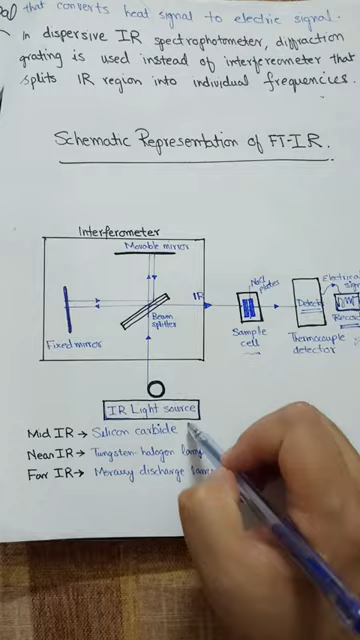 that converts heat signal to electric signal.
In dispersive IR spectrophotometer, diffraction
grating is used instead of interfereometer that
splits IR region into individual frequencies.
Schematic Representation of FT-IR.
Interferometer
Movable mirror
IR
Beam
splitter
Fixed mirror
NaCl
plates
Sample
cell
Detector
Thermocouple
detector
Electrical
IR Light source
Mid IR → Silicon carbide
Near IR → Tungsten-halogon lamp
Far IR → Mercury discharge lamp